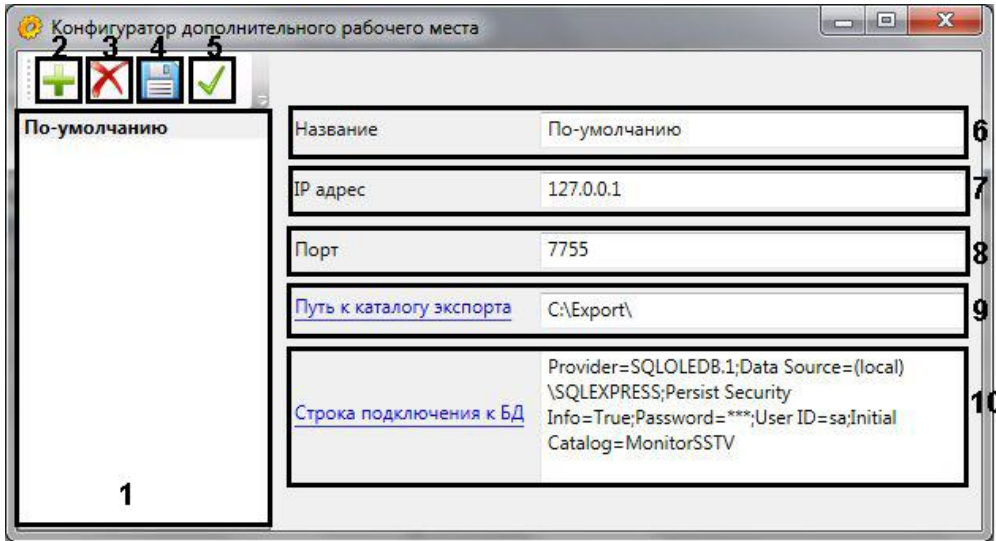 Конфигуратор дополнительного рабочего места
2 3 4 5
По-умолчанию
1
Название По-умолчанию 6
IP адрес 127.0.0.1 7
Порт 7755 8
Путь к каталогу экспорта C:\Export\ 9
Строка подключения к БД
Provider=SQLOLEDB.1;Data Source=(local)
\SQLEXPRESS;Persist Security
Info=True;Password=***;User ID=sa;Initial
Catalog=MonitorSSTV
10